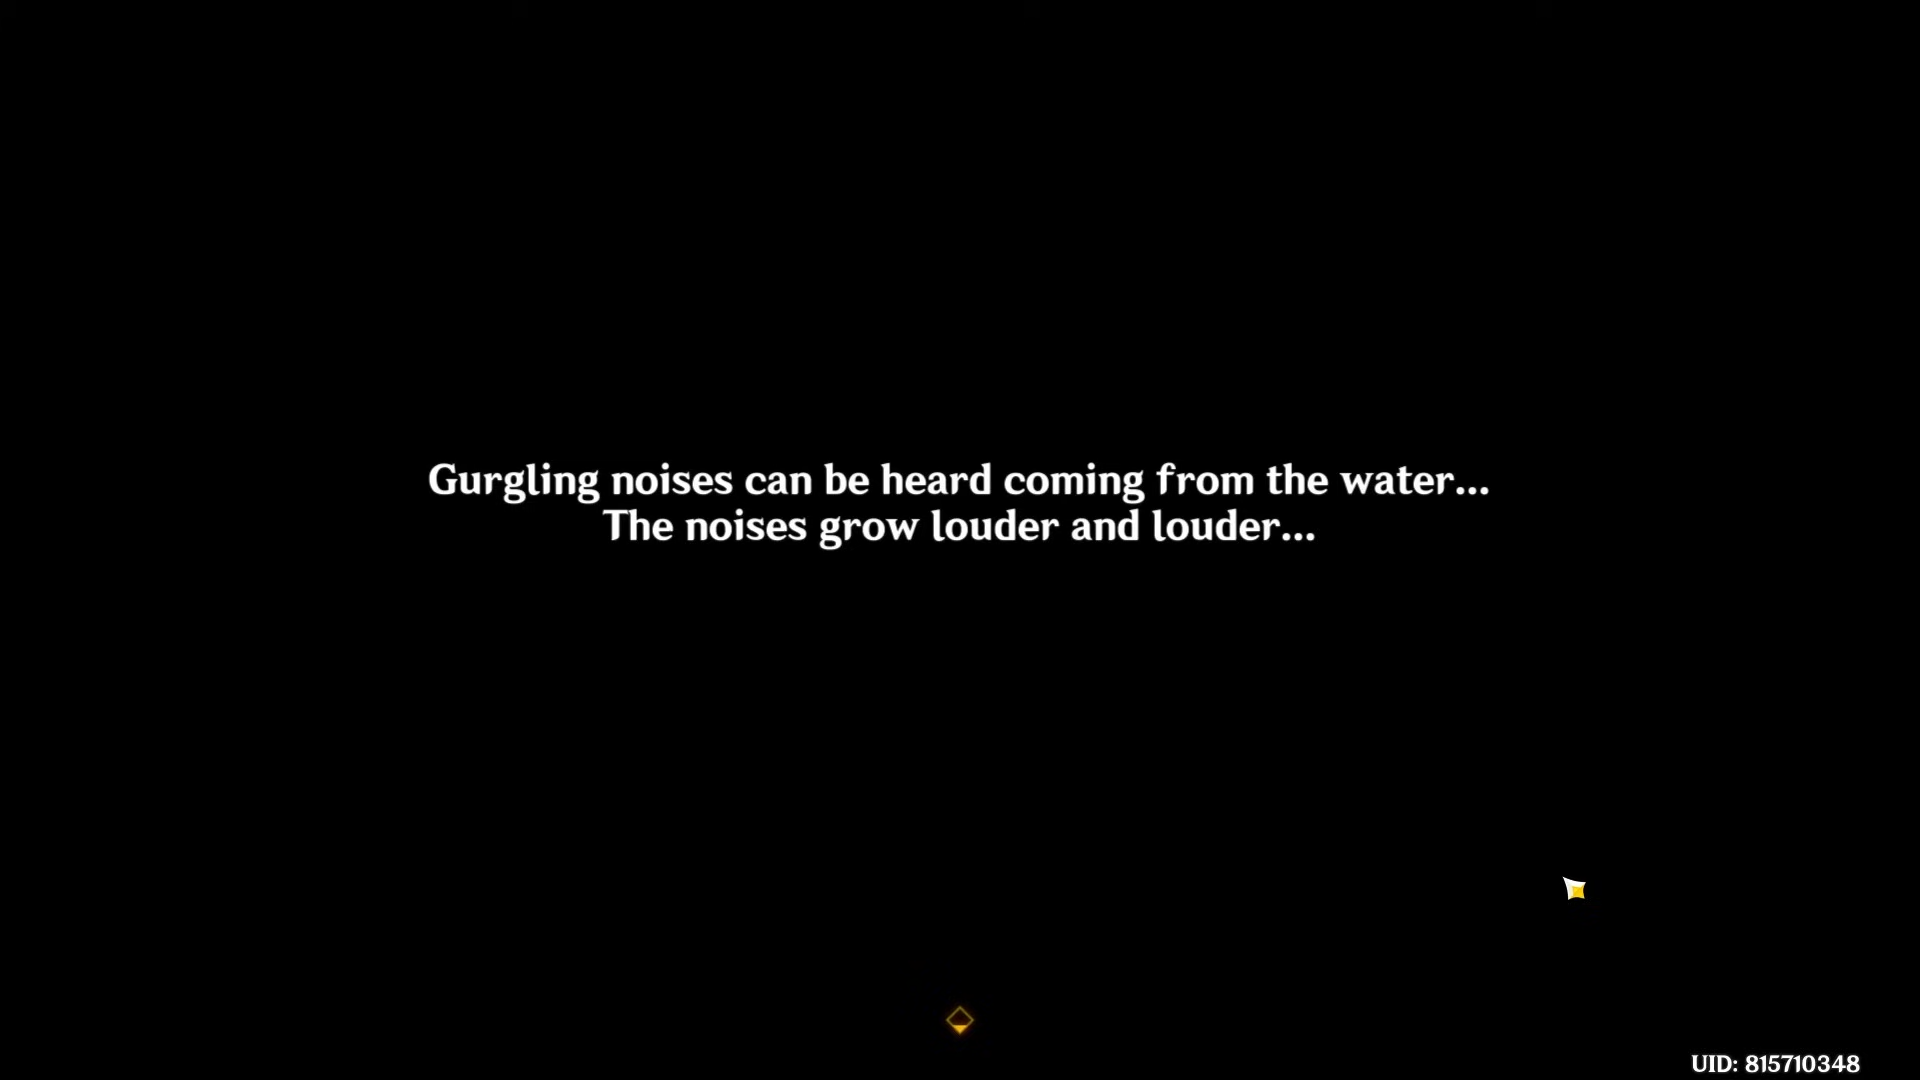 Gurgling noises can be heard coming from the water...
The noises grow louder and louder...
UID: 815710348